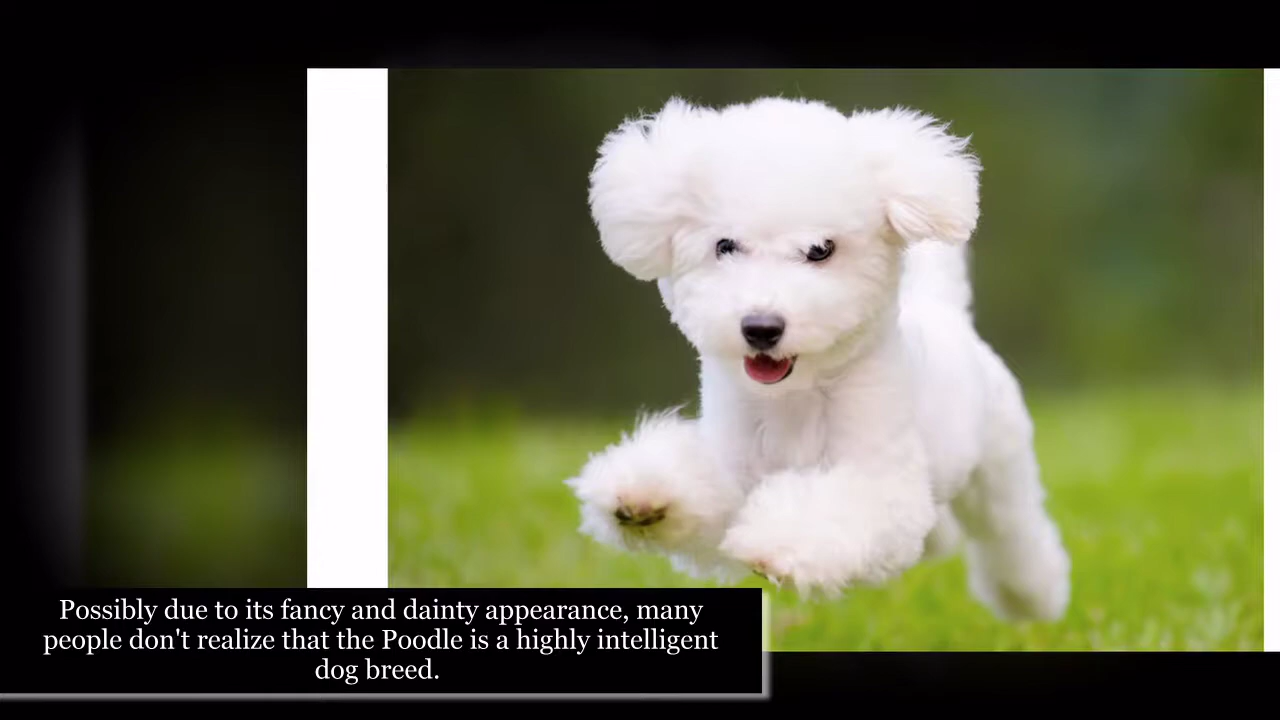 Possibly due to its fancy and dainty appearance, many
people don't realize that the Poodle is a highly intelligent
dog breed.